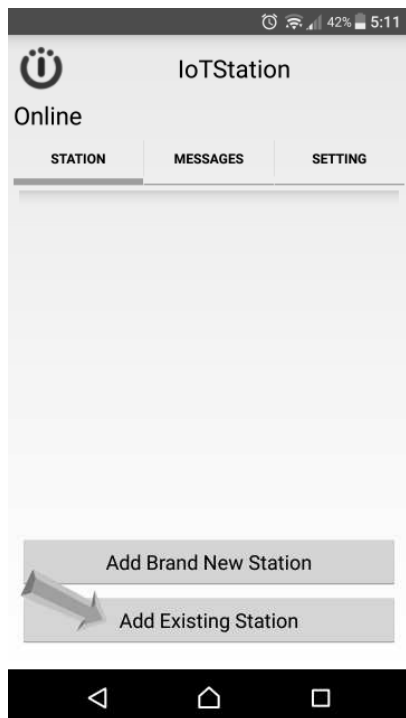 42% 5:11
IoTStation
Online
STATION MESSAGES SETTING
Add Brand New Station
Add Existing Station